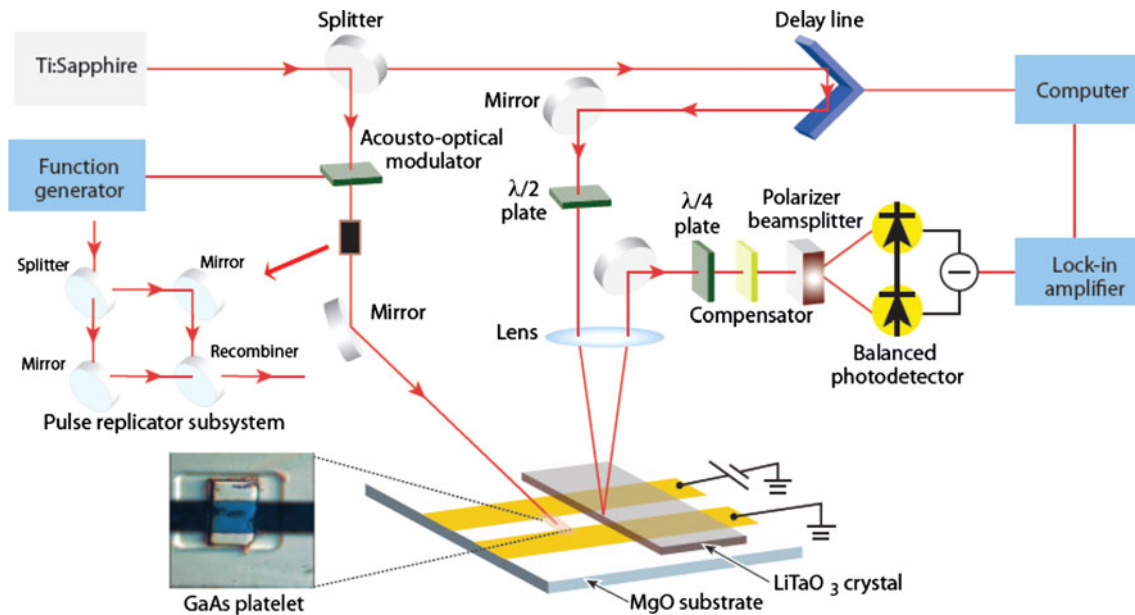 Splitter
Delay line
Ti:Sapphire
Mirror
Computer
Acousto-optical
modulator
Function
generator
λ/2
plate
λ/4
plate
Polarizer
beamsplitter
Splitter
Mirror
Mirror
Lock-in
amplifier
Lens
Compensator
Mirror
Recombiner
Balanced
photodetector
Pulse replicator subsystem
GaAs platelet
MgO substrate
LiTaO3 crystal